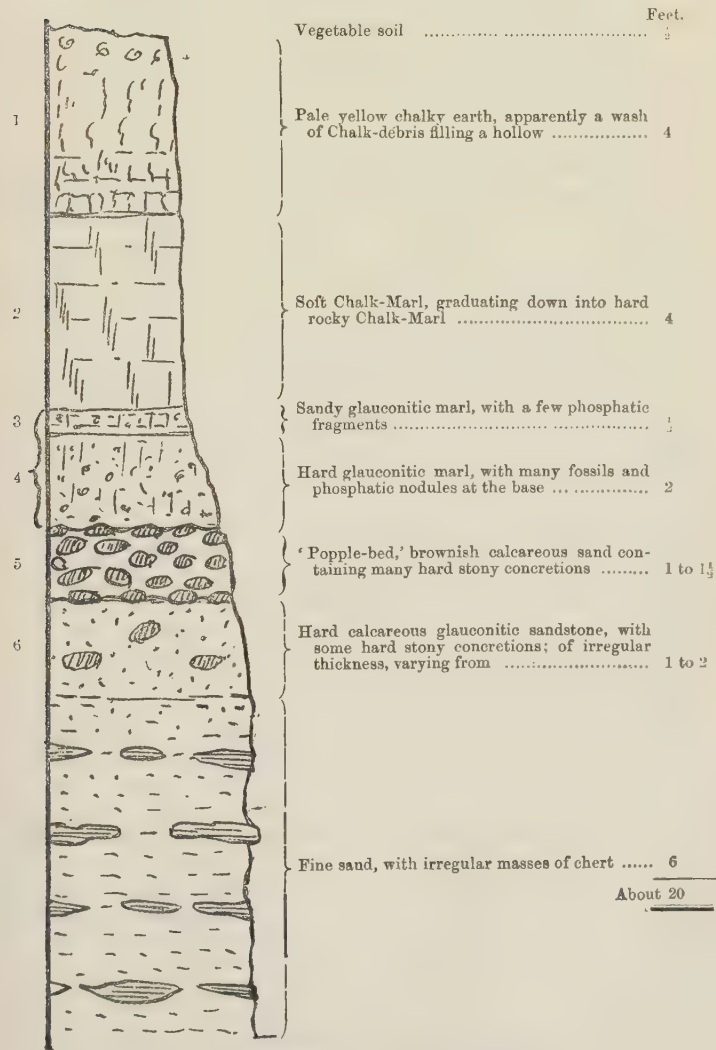 Feet.
Vegetable soil ........................................ ½
1
Pale yellow chalky earth, apparently a wash
of Chalk-débris filling a hollow .................. 4
2
Soft Chalk-Marl, graduating down into hard
rocky Chalk-Marl .................................... 4
3
Sandy glauconitic marl, with a few phosphatic
fragments ................................................ ½
4
Hard glauconitic marl, with many fossils and
phosphatic nodules at the base ... .............. 2
5
‘Popple-bed,’ brownish calcareous sand con-
taining many hard stony concretions ......... 1 to 1½
6
Hard calcareous glauconitic sandstone, with
some hard stony concretions; of irregular
thickness, varying from ........................... 1 to 2
Fine sand, with irregular masses of chert ...... 6
About 20